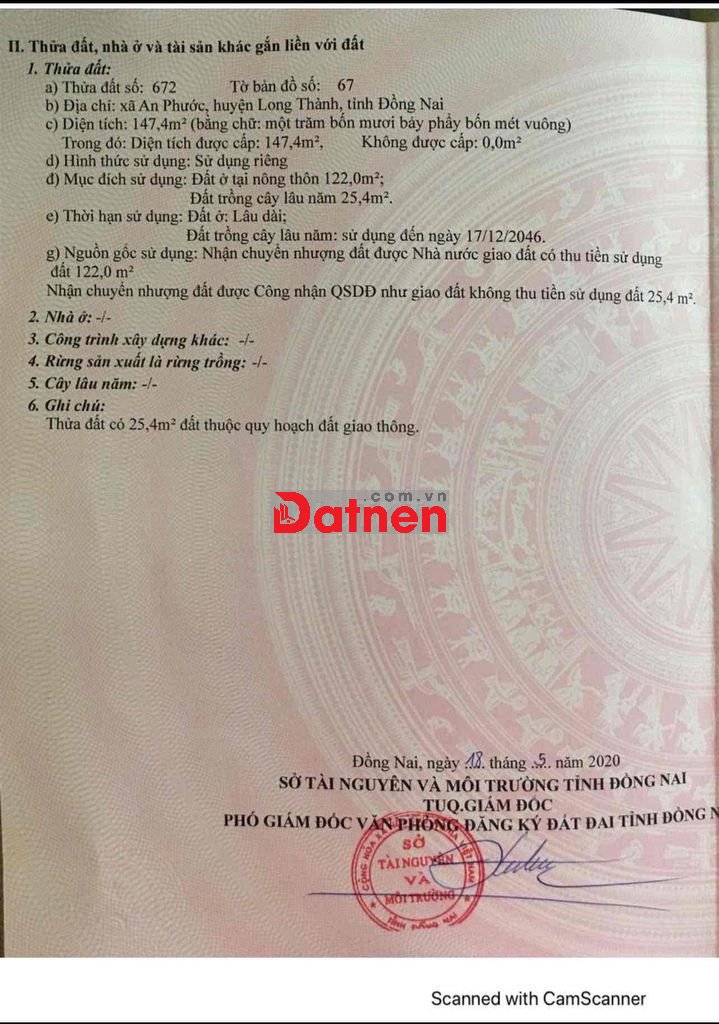 II. Thửa đất, nhà ở và tài sản khác gắn liền với đất
1. Thửa đất:
a) Thửa đất số: 672 Tờ bản đồ số: 67
b) Địa chỉ: xã An Phước, huyện Long Thành, tỉnh Đồng Nai
c) Diện tích: 147,4m² (bằng chữ: một trăm bốn mươi bảy phẩy bốn mét vuông)
Trong đó: Diện tích được cấp: 147,4m², Không được cấp: 0,0m²
d) Hình thức sử dụng: Sử dụng riêng
đ) Mục đích sử dụng: Đất ở tại nông thôn 122,0m²;
Đất trồng cây lâu năm 25,4m².
e) Thời hạn sử dụng: Đất ở: Lâu dài;
Đất trồng cây lâu năm: sử dụng đến ngày 17/12/2046.
g) Nguồn gốc sử dụng: Nhận chuyển nhượng đất được Nhà nước giao đất có thu tiền sử dụng
đất 122,0 m²
Nhận chuyển nhượng đất được Công nhận QSDĐ như giao đất không thu tiền sử dụng đất 25,4 m².
2. Nhà ở: -/-
3. Công trình xây dựng khác: -/-
4. Rừng sản xuất là rừng trồng: -/-
5. Cây lâu năm: -/-
6. Ghi chú:
Thửa đất có 25,4m² đất thuộc quy hoạch đất giao thông.
.com.vn
Datnen
Đồng Nai, ngày 18 tháng 5 năm 2020
SỞ TÀI NGUYÊN VÀ MÔI TRƯỜNG TỈNH ĐỒNG NAI
TUQ.GIÁM ĐỐC
PHÓ GIÁM ĐỐC VĂN PHÒNG ĐĂNG KÝ ĐẤT ĐAI TỈNH ĐỒNG N
SỞ
TÀI NGUYÊN
VÀ
MÔI TRƯỜNG
TỈNH ĐỒNG NAI
Scanned with CamScanner